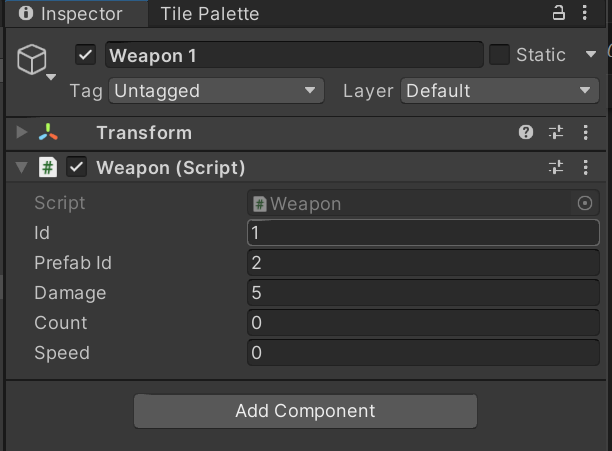 Inspector Tile Palette
Weapon 1 Static
Tag Untagged Layer Default
Transform
# Weapon (Script)
Script # Weapon
Id 1
Prefab Id 2
Damage 5
Count 0
Speed 0
Add Component